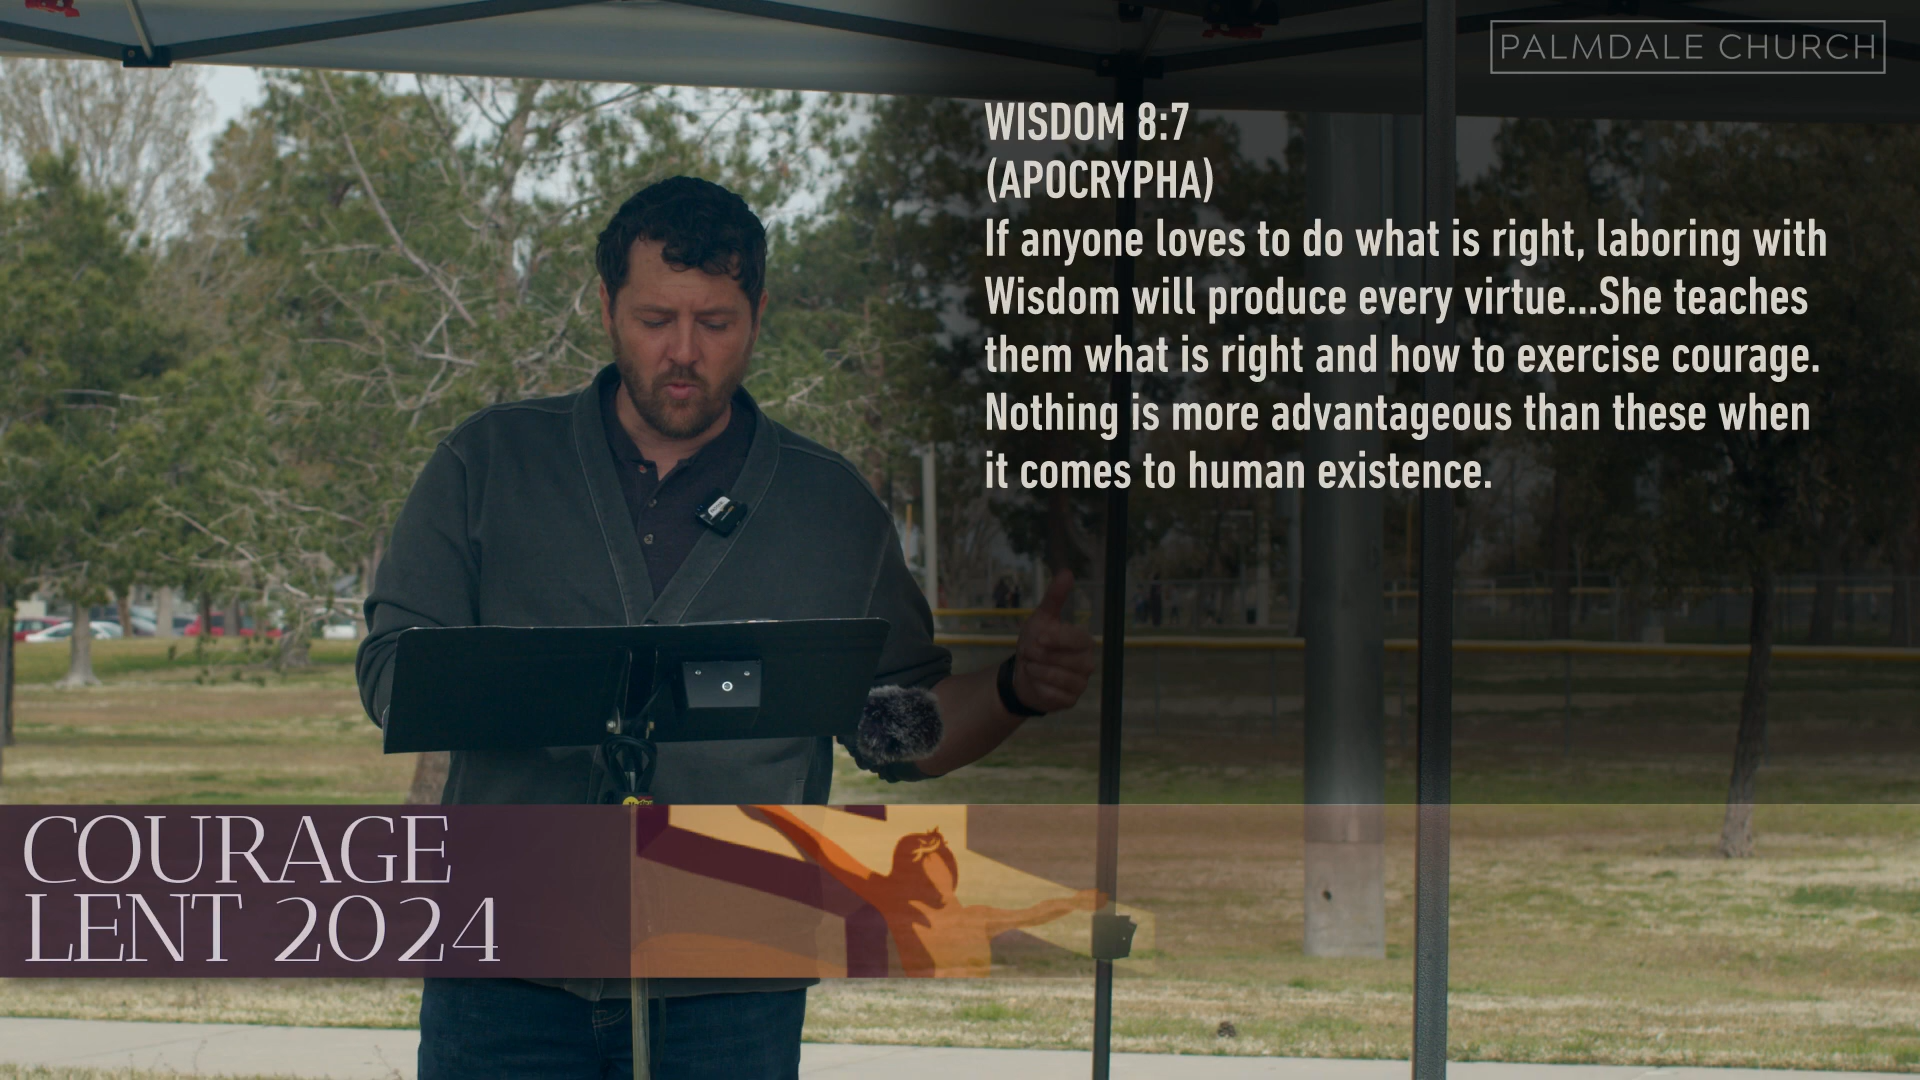 PALMDALE CHURCH
WISDOM 8:7
(APOCRYPHA)
If anyone loves to do what is right, laboring with
Wisdom will produce every virtue...She teaches
them what is right and how to exercise courage.
Nothing is more advantageous than these when
it comes to human existence.
COURAGE
LENT 2024